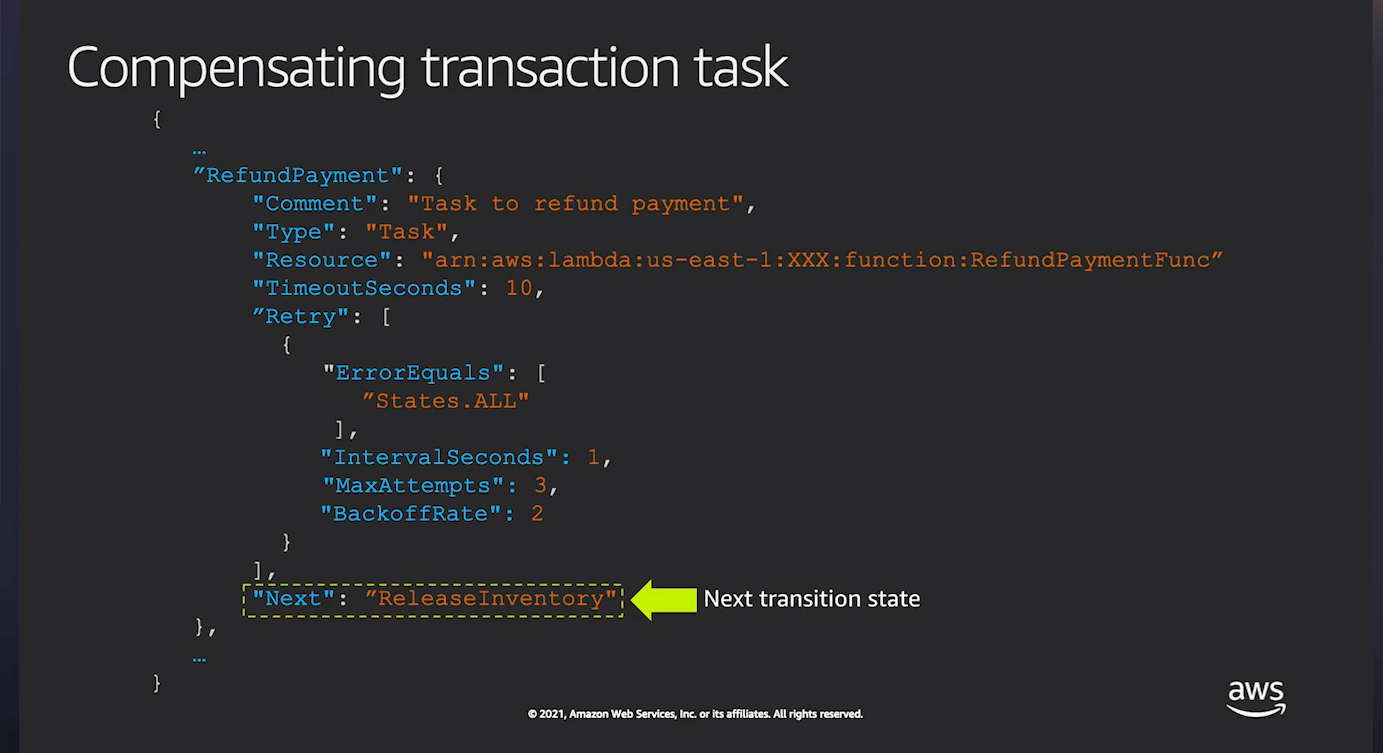 Compensating transaction task
{
…
”RefundPayment": {
"Comment": "Task to refund payment",
"Type": "Task",
"Resource": "arn:aws:lambda:us-east-1:XXX:function:RefundPaymentFunc”
"TimeoutSeconds": 10,
”Retry": [
{
"ErrorEquals": [
”States.ALL"
],
"IntervalSeconds": 1,
"MaxAttempts": 3,
"BackoffRate": 2
}
],
"Next": ”ReleaseInventory" Next transition state
},
…
}
aws
© 2021, Amazon Web Services, Inc. or its affiliates. All rights reserved.